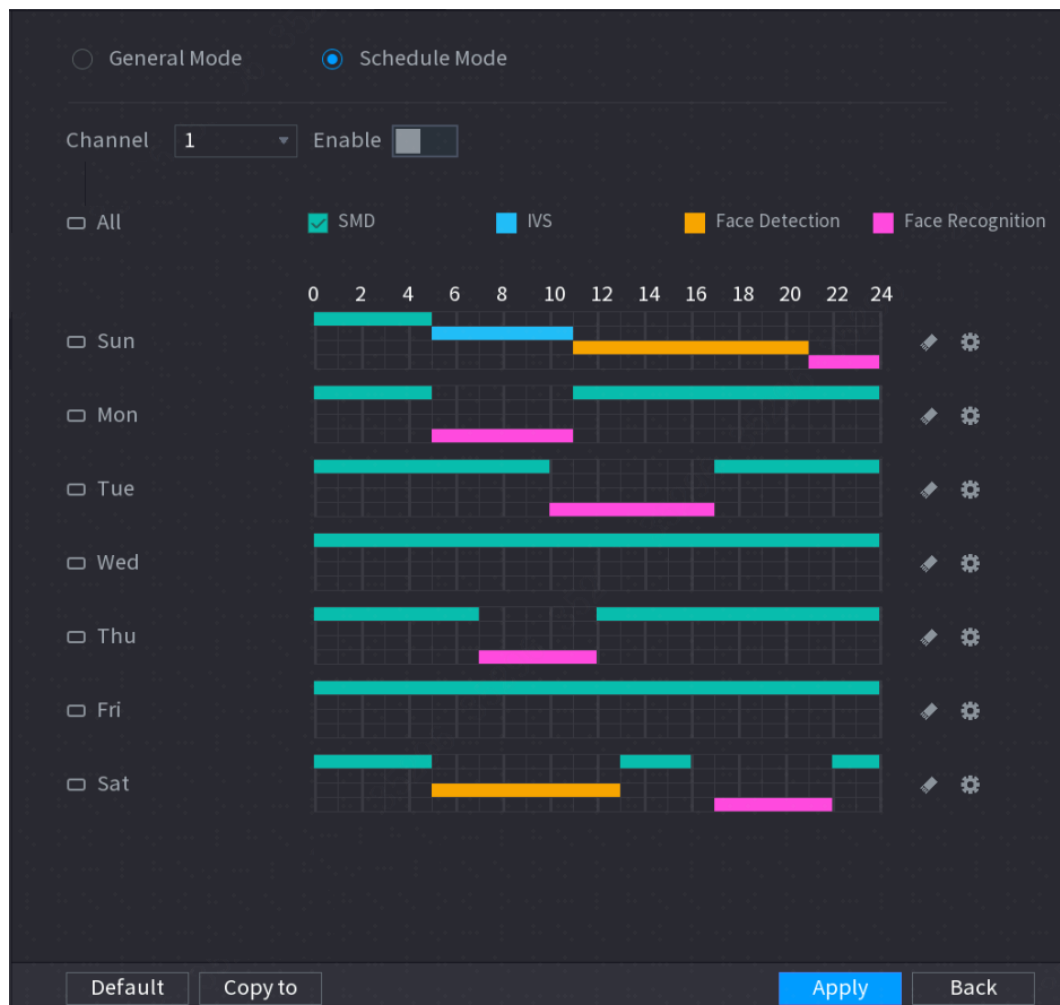 General Mode Schedule Mode
Channel 1 Enable
All SMD IVS Face Detection Face Recognition
0 2 4 6 8 10 12 14 16 18 20 22 24
Sun
Mon
Tue
Wed
Thu
Fri
Sat
Default Copy to Apply Back